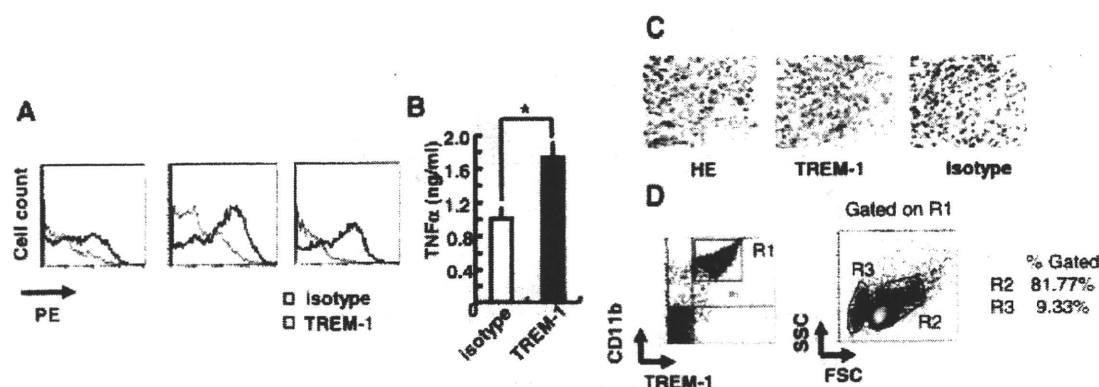 A
Cell count
PE
isotype
TREM-1
B
*
TNFα (ng/ml)
2.0
1.6
1.2
0.8
0.4
0
isotype
TREM-1
C
HE
TREM-1
isotype
D
R1
CD11b
TREM-1
Gated on R1
R3
R2
SSC
FSC
% Gated
R2 81.77%
R3 9.33%